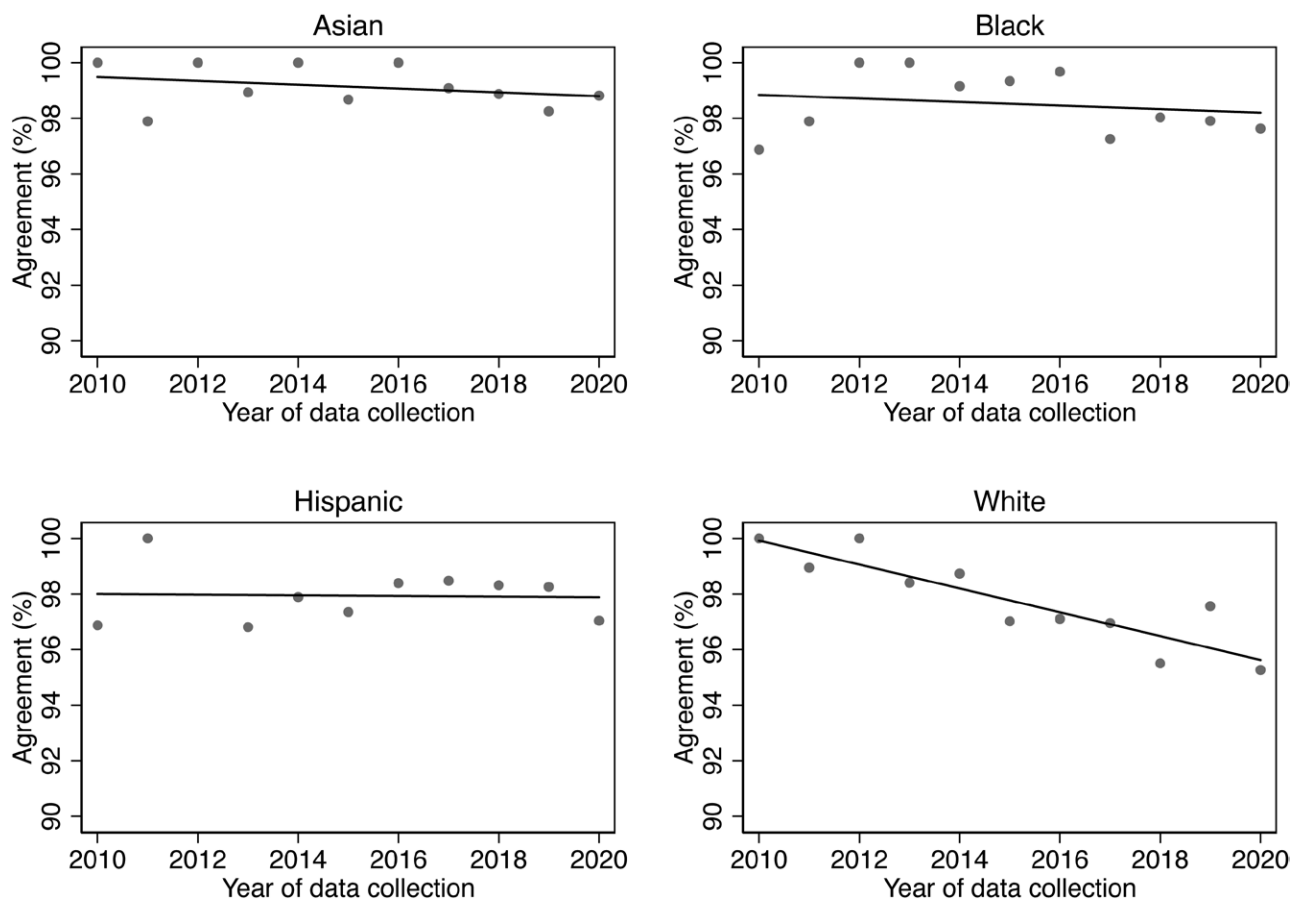 Asian
Agreement (%)
90 92 94 96 98 100
2010 2012 2014 2016 2018 2020
Year of data collection
Black
Agreement (%)
90 92 94 96 98 100
2010 2012 2014 2016 2018 2020
Year of data collection
Hispanic
Agreement (%)
90 92 94 96 98 100
2010 2012 2014 2016 2018 2020
Year of data collection
White
Agreement (%)
90 92 94 96 98 100
2010 2012 2014 2016 2018 2020
Year of data collection